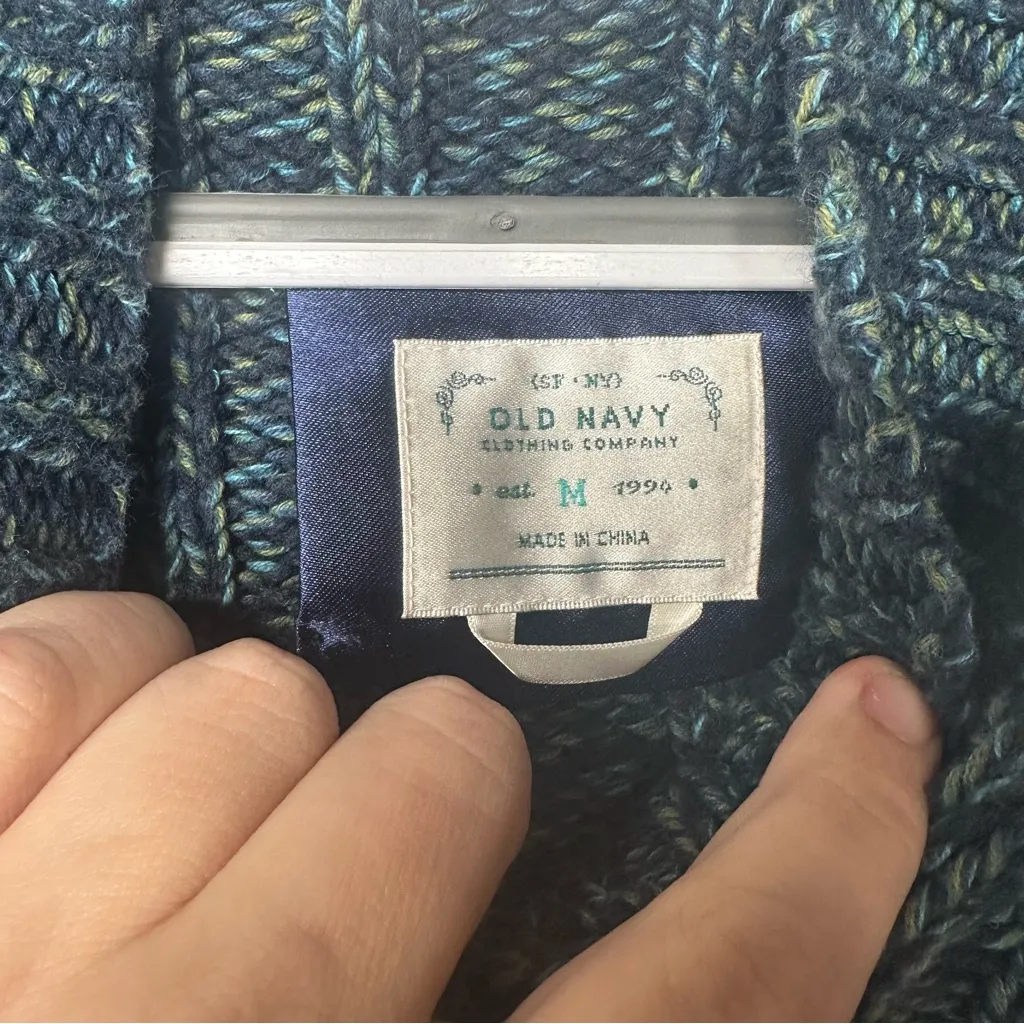 (SF · NY)
OLD NAVY
CLOTHING COMPANY
• est. M 1994 •
MADE IN CHINA